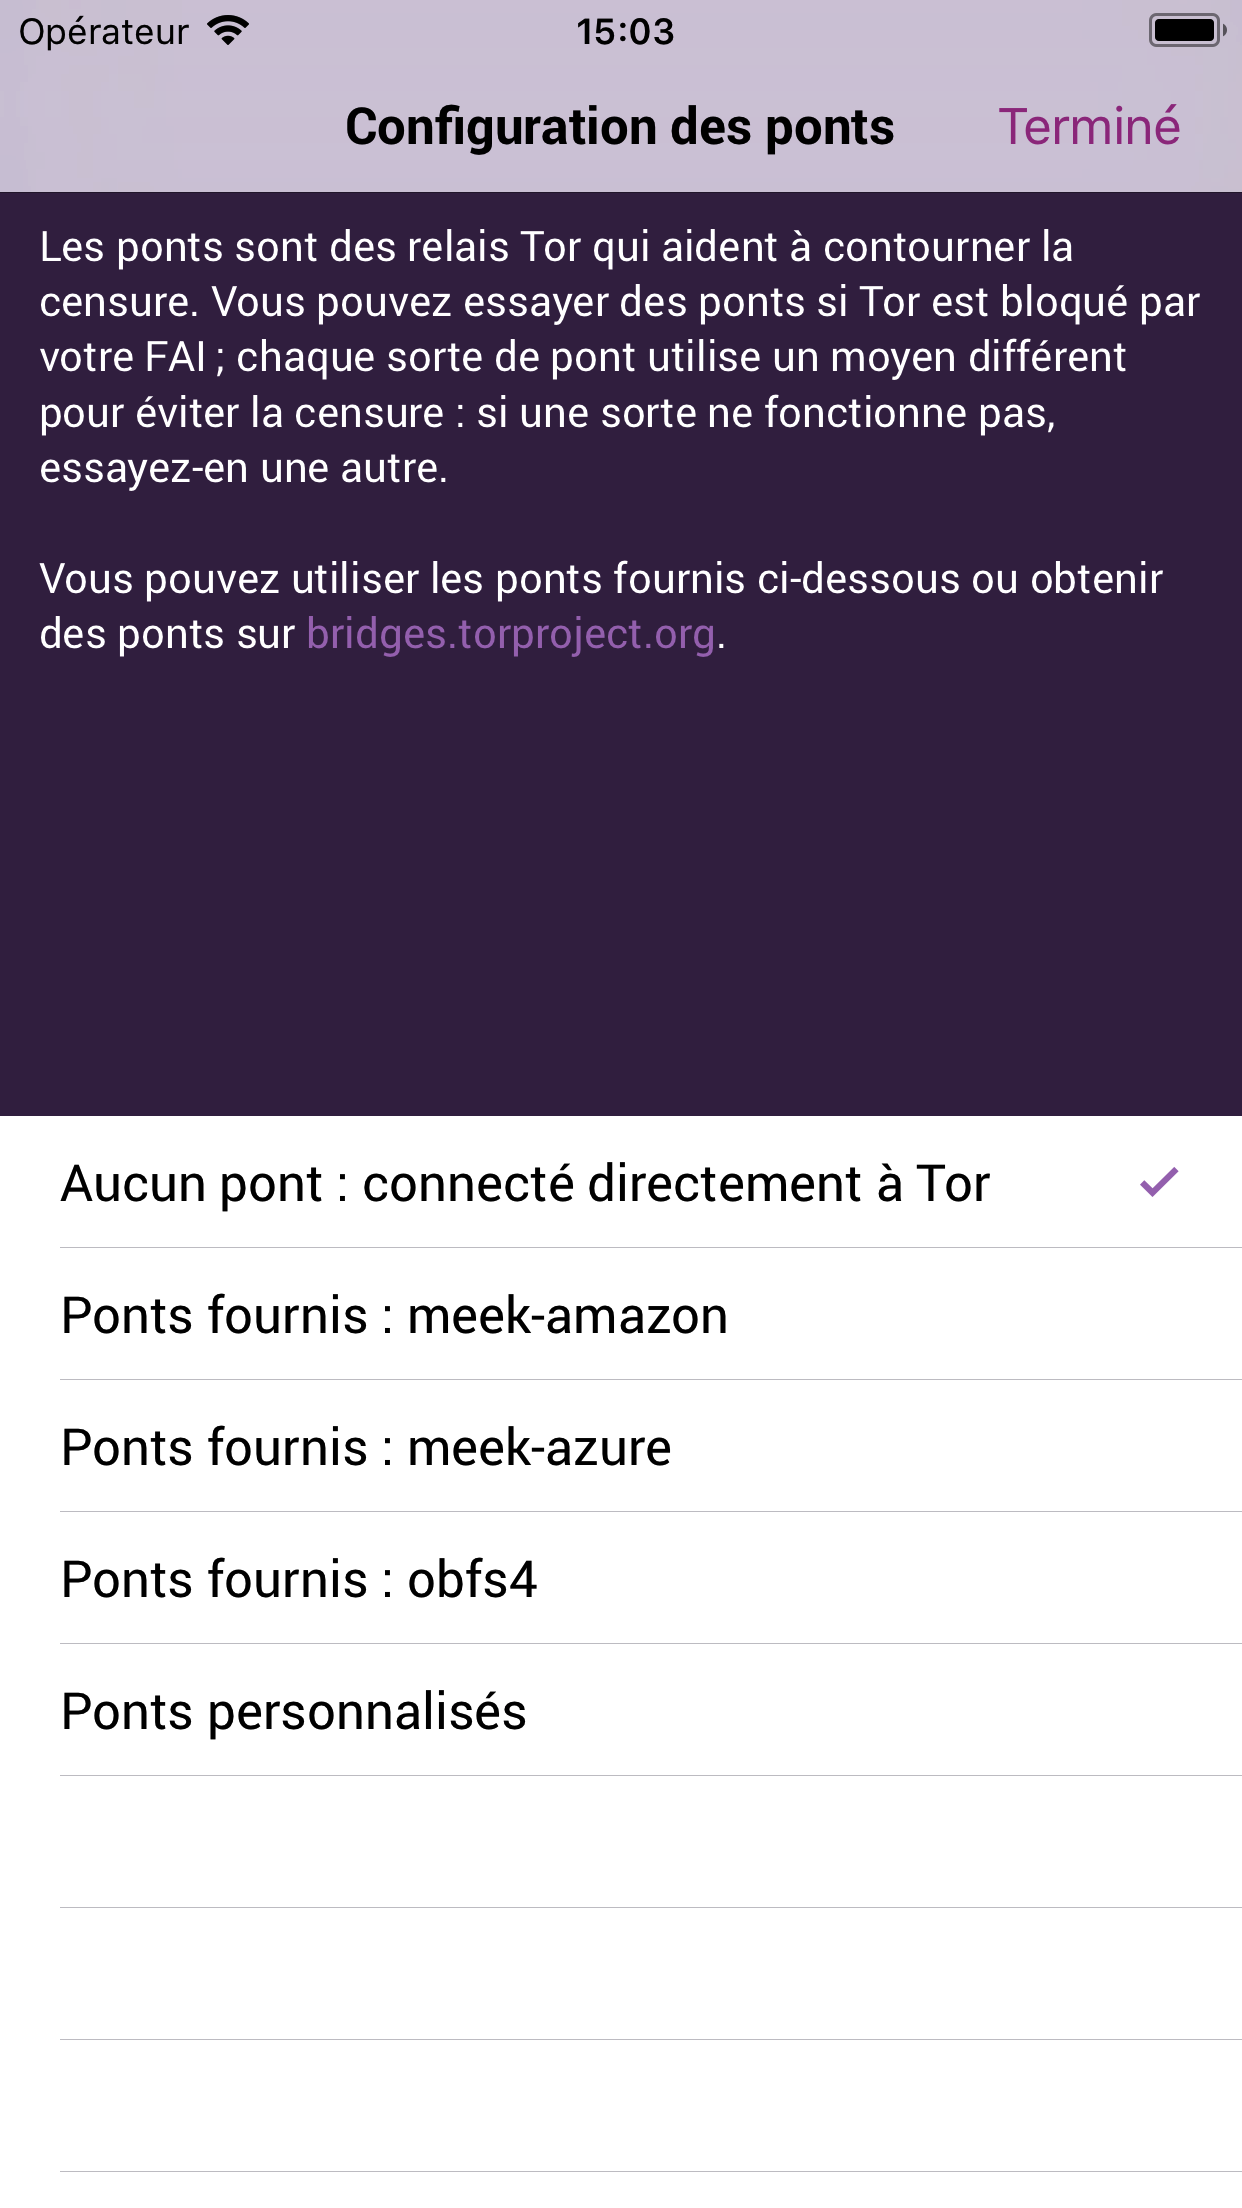 Opérateur 15:03
Configuration des ponts Terminé
Les ponts sont des relais Tor qui aident à contourner la
censure. Vous pouvez essayer des ponts si Tor est bloqué par
votre FAI ; chaque sorte de pont utilise un moyen différent
pour éviter la censure : si une sorte ne fonctionne pas,
essayez-en une autre.
Vous pouvez utiliser les ponts fournis ci-dessous ou obtenir
des ponts sur bridges.torproject.org.
Aucun pont : connecté directement à Tor
Ponts fournis : meek-amazon
Ponts fournis : meek-azure
Ponts fournis : obfs4
Ponts personnalisés